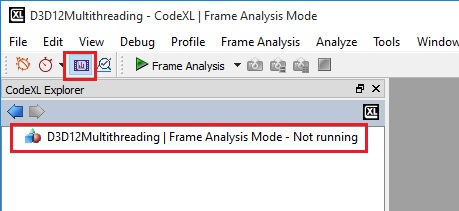 D3D12Multithreading - CodeXL | Frame Analysis Mode
File Edit View Debug Profile Frame Analysis Analyze Tools Window
Frame Analysis
CodeXL Explorer
XL
D3D12Multithreading | Frame Analysis Mode - Not running